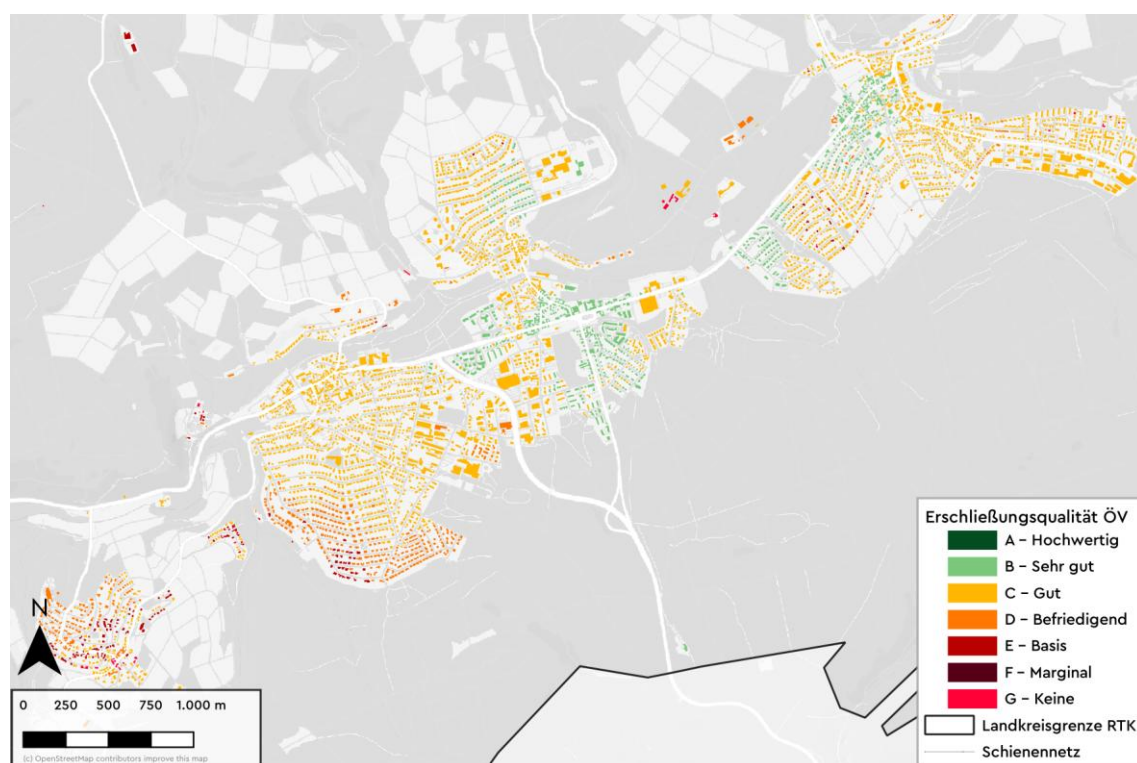 N
0 250 500 750 1.000 m
(c) OpenStreetMap contributors improve this map
Erschließungsqualität ÖV
A – Hochwertig
B – Sehr gut
C – Gut
D – Befriedigend
E – Basis
F – Marginal
G – Keine
Landkreisgrenze RTK
Schienennetz